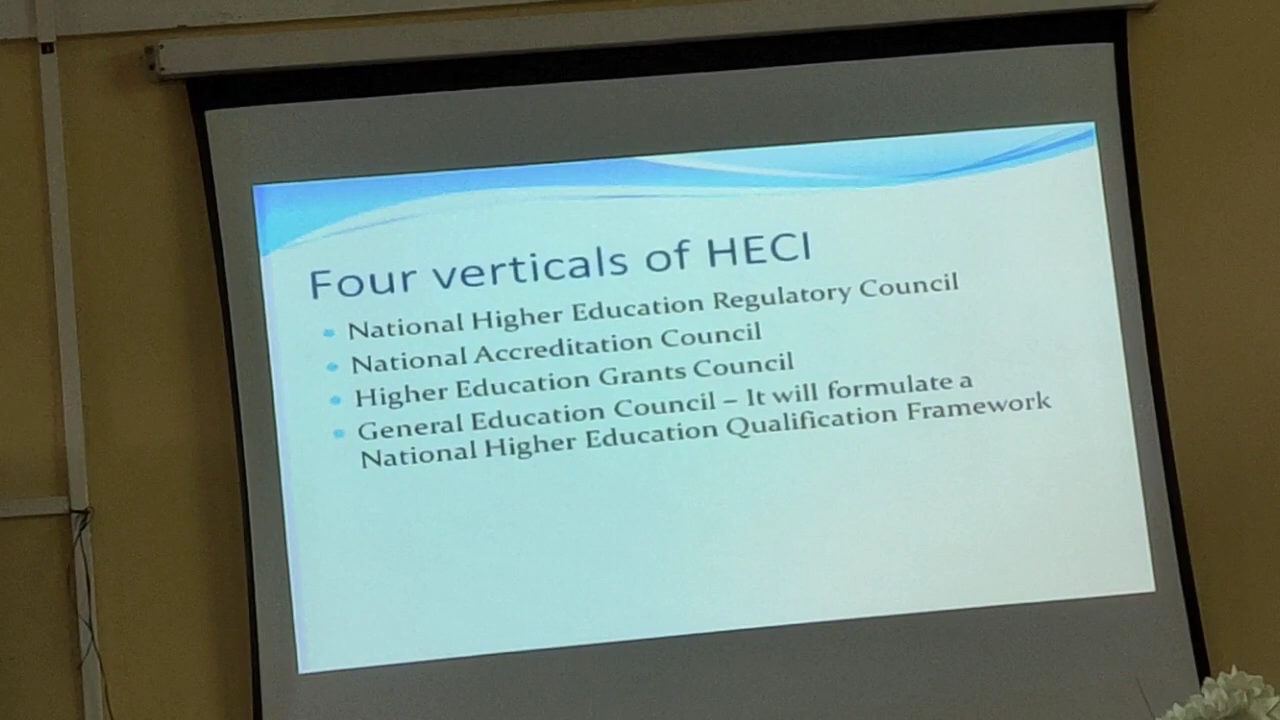 Four verticals of HECI
National Higher Education Regulatory Council
National Accreditation Council
Higher Education Grants Council
General Education Council – It will formulate a
National Higher Education Qualification Framework